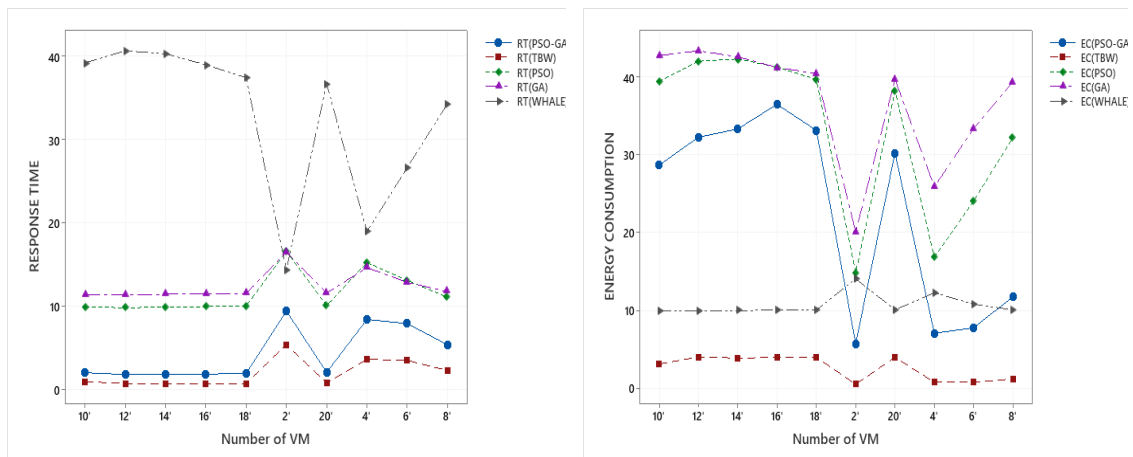 RT(PSO-GA
RT(TBW)
RT(PSO)
RT(GA)
RT(WHALE)
40
30
20
10
0
RESPONSE TIME
10' 12' 14' 16' 18' 2' 20' 4' 6' 8'
Number of VM
EC(PSO-GA
EC(TBW)
EC(PSO)
EC(GA)
EC(WHALE)
40
30
20
10
0
ENERGY CONSUMPTION
10' 12' 14' 16' 18' 2' 20' 4' 6' 8'
Number of VM